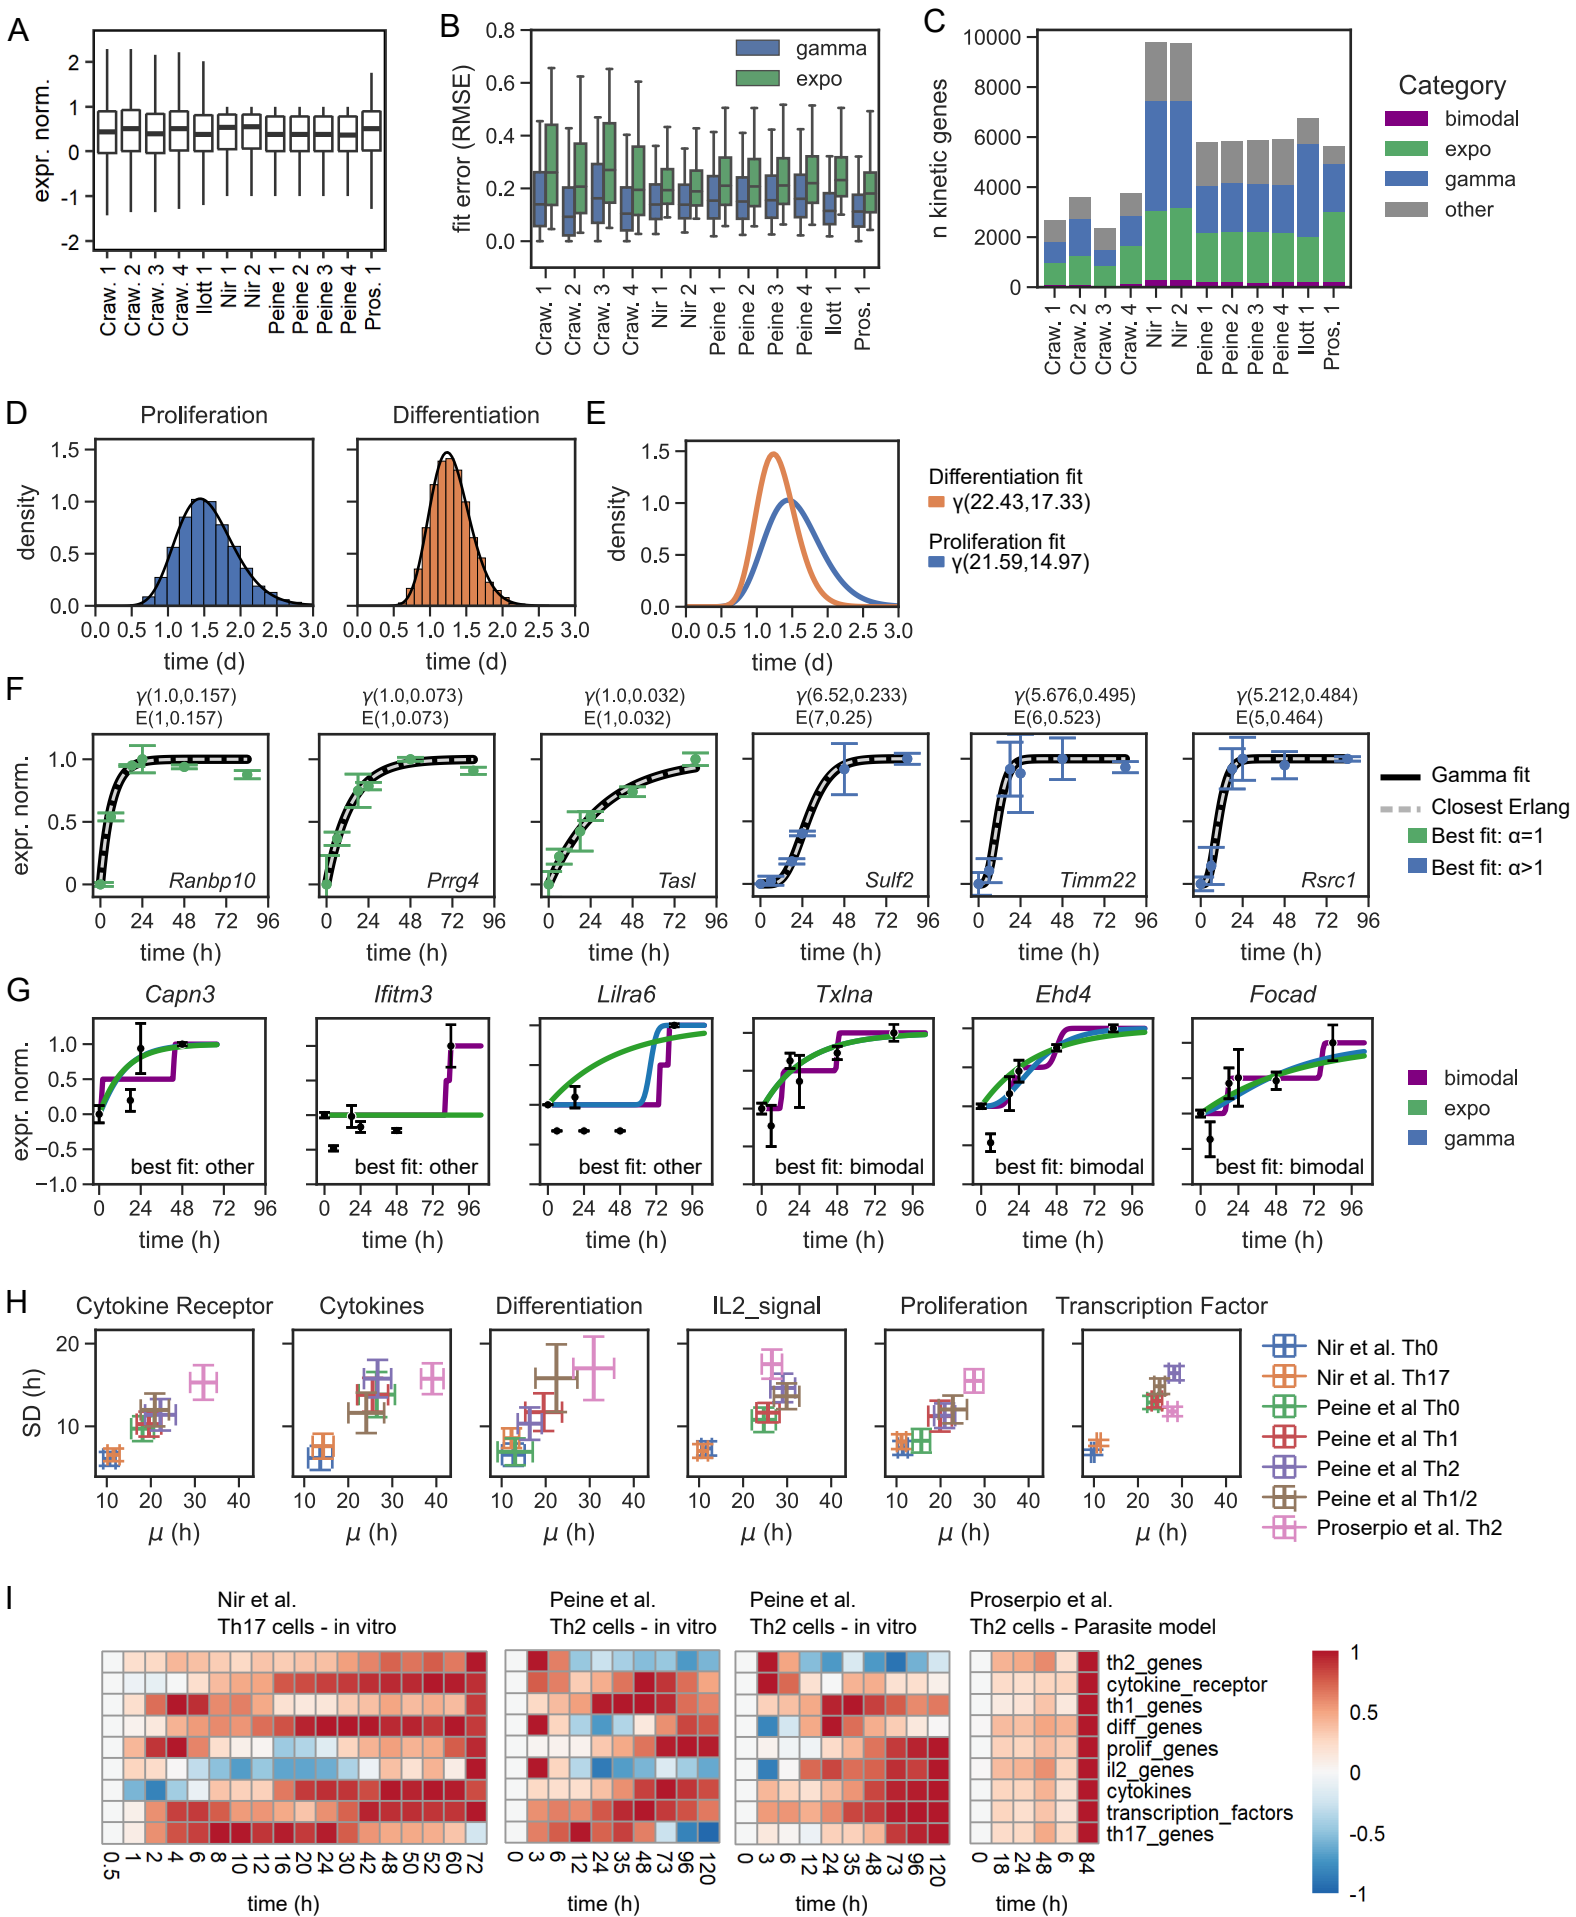 A
expr. norm.
2
1
0
-1
-2
Craw. 1
Craw. 2
Craw. 3
Craw. 4
Ilott 1
Nir 1
Nir 2
Peine 1
Peine 2
Peine 3
Peine 4
Pros. 1
B
fit error (RMSE)
0.8
0.6
0.4
0.2
0.0
gamma
expo
Craw. 1
Craw. 2
Craw. 3
Craw. 4
Nir 1
Nir 2
Peine 1
Peine 2
Peine 3
Peine 4
Ilott 1
Pros. 1
C
n kinetic genes
10000
8000
6000
4000
2000
0
Craw. 1
Craw. 2
Craw. 3
Craw. 4
Nir 1
Nir 2
Peine 1
Peine 2
Peine 3
Peine 4
Ilott 1
Pros. 1
Category
bimodal
expo
gamma
other
D
Proliferation
Differentiation
density
1.5
1.0
0.5
0.0
0.0 0.5 1.0 1.5 2.0 2.5 3.0
time (d)
0.0 0.5 1.0 1.5 2.0 2.5 3.0
time (d)
E
density
1.5
1.0
0.5
0.0
0.0 0.5 1.0 1.5 2.0 2.5 3.0
time (d)
Differentiation fit
γ(22.43,17.33)
Proliferation fit
γ(21.59,14.97)
F
γ(1.0,0.157)
E(1,0.157)
γ(1.0,0.073)
E(1,0.073)
γ(1.0,0.032)
E(1,0.032)
γ(6.52,0.233)
E(7,0.25)
γ(5.676,0.495)
E(6,0.523)
γ(5.212,0.484)
E(5,0.464)
expr. norm.
1.0
0.5
0
Ranbp10
Prrg4
Tasl
Sulf2
Timm22
Rsrc1
0 24 48 72 96
0 24 48 72 96
0 24 48 72 96
0 24 48 72 96
0 24 48 72 96
0 24 48 72 96
time (h)
time (h)
time (h)
time (h)
time (h)
time (h)
Gamma fit
Closest Erlang
Best fit: α=1
Best fit: α>1
G
Capn3
Ifitm3
Lilra6
Txlna
Ehd4
Focad
expr. norm.
1.0
0.5
0.0
−0.5
−1.0
best fit: other
best fit: other
best fit: other
best fit: bimodal
best fit: bimodal
best fit: bimodal
0 24 48 72 96
0 24 48 72 96
0 24 48 72 96
0 24 48 72 96
0 24 48 72 96
0 24 48 72 96
time (h)
time (h)
time (h)
time (h)
time (h)
time (h)
bimodal
expo
gamma
H
Cytokine Receptor
Cytokines
Differentiation
IL2_signal
Proliferation
Transcription Factor
SD (h)
20
10
10 20 30 40
10 20 30 40
10 20 30 40
10 20 30 40
10 20 30 40
10 20 30 40
μ (h)
μ (h)
μ (h)
μ (h)
μ (h)
μ (h)
Nir et al. Th0
Nir et al. Th17
Peine et al Th0
Peine et al Th1
Peine et al Th2
Peine et al Th1/2
Proserpio et al. Th2
I
Nir et al.
Th17 cells - in vitro
Peine et al.
Th2 cells - in vitro
Peine et al.
Th2 cells - in vitro
Proserpio et al.
Th2 cells - Parasite model
th2_genes
cytokine_receptor
th1_genes
diff_genes
prolif_genes
il2_genes
cytokines
transcription_factors
th17_genes
0.5 1 2 4 6 8 10 12 16 20 24 30 42 48 50 52 60 72
0 3 6 12 24 35 48 73 96 120
0 3 6 12 24 35 48 73 96 120
0 18 24 48 6 84
time (h)
time (h)
time (h)
time (h)
1
0.5
0
-0.5
-1